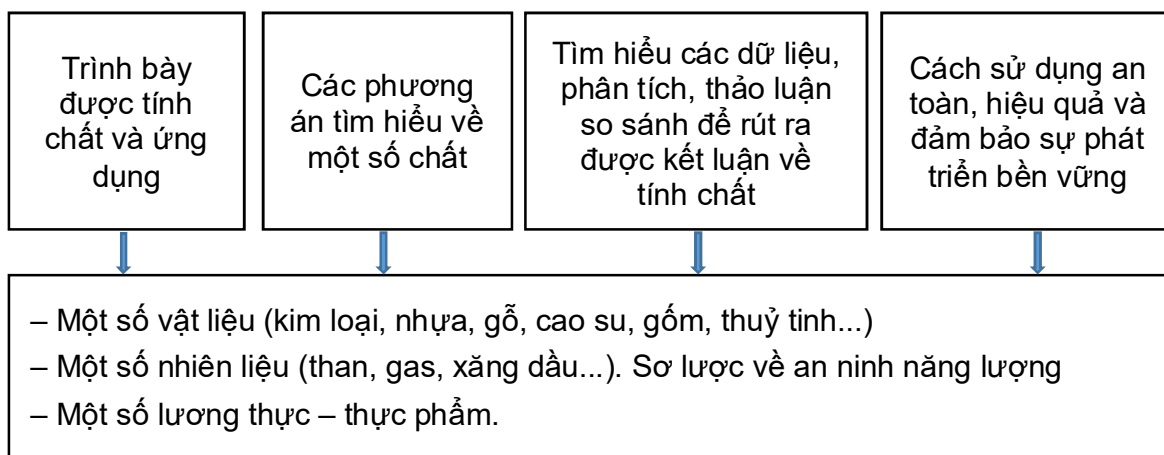 Trình bày
được tính
chất và ứng
dụng
Các phương
án tìm hiểu về
một số chất
Tìm hiểu các dữ liệu,
phân tích, thảo luận
so sánh để rút ra
được kết luận về
tính chất
Cách sử dụng an
toàn, hiệu quả và
đảm bảo sự phát
triển bền vững
– Một số vật liệu (kim loại, nhựa, gỗ, cao su, gốm, thuỷ tinh...)
– Một số nhiên liệu (than, gas, xăng dầu...). Sơ lược về an ninh năng lượng
– Một số lương thực – thực phẩm.